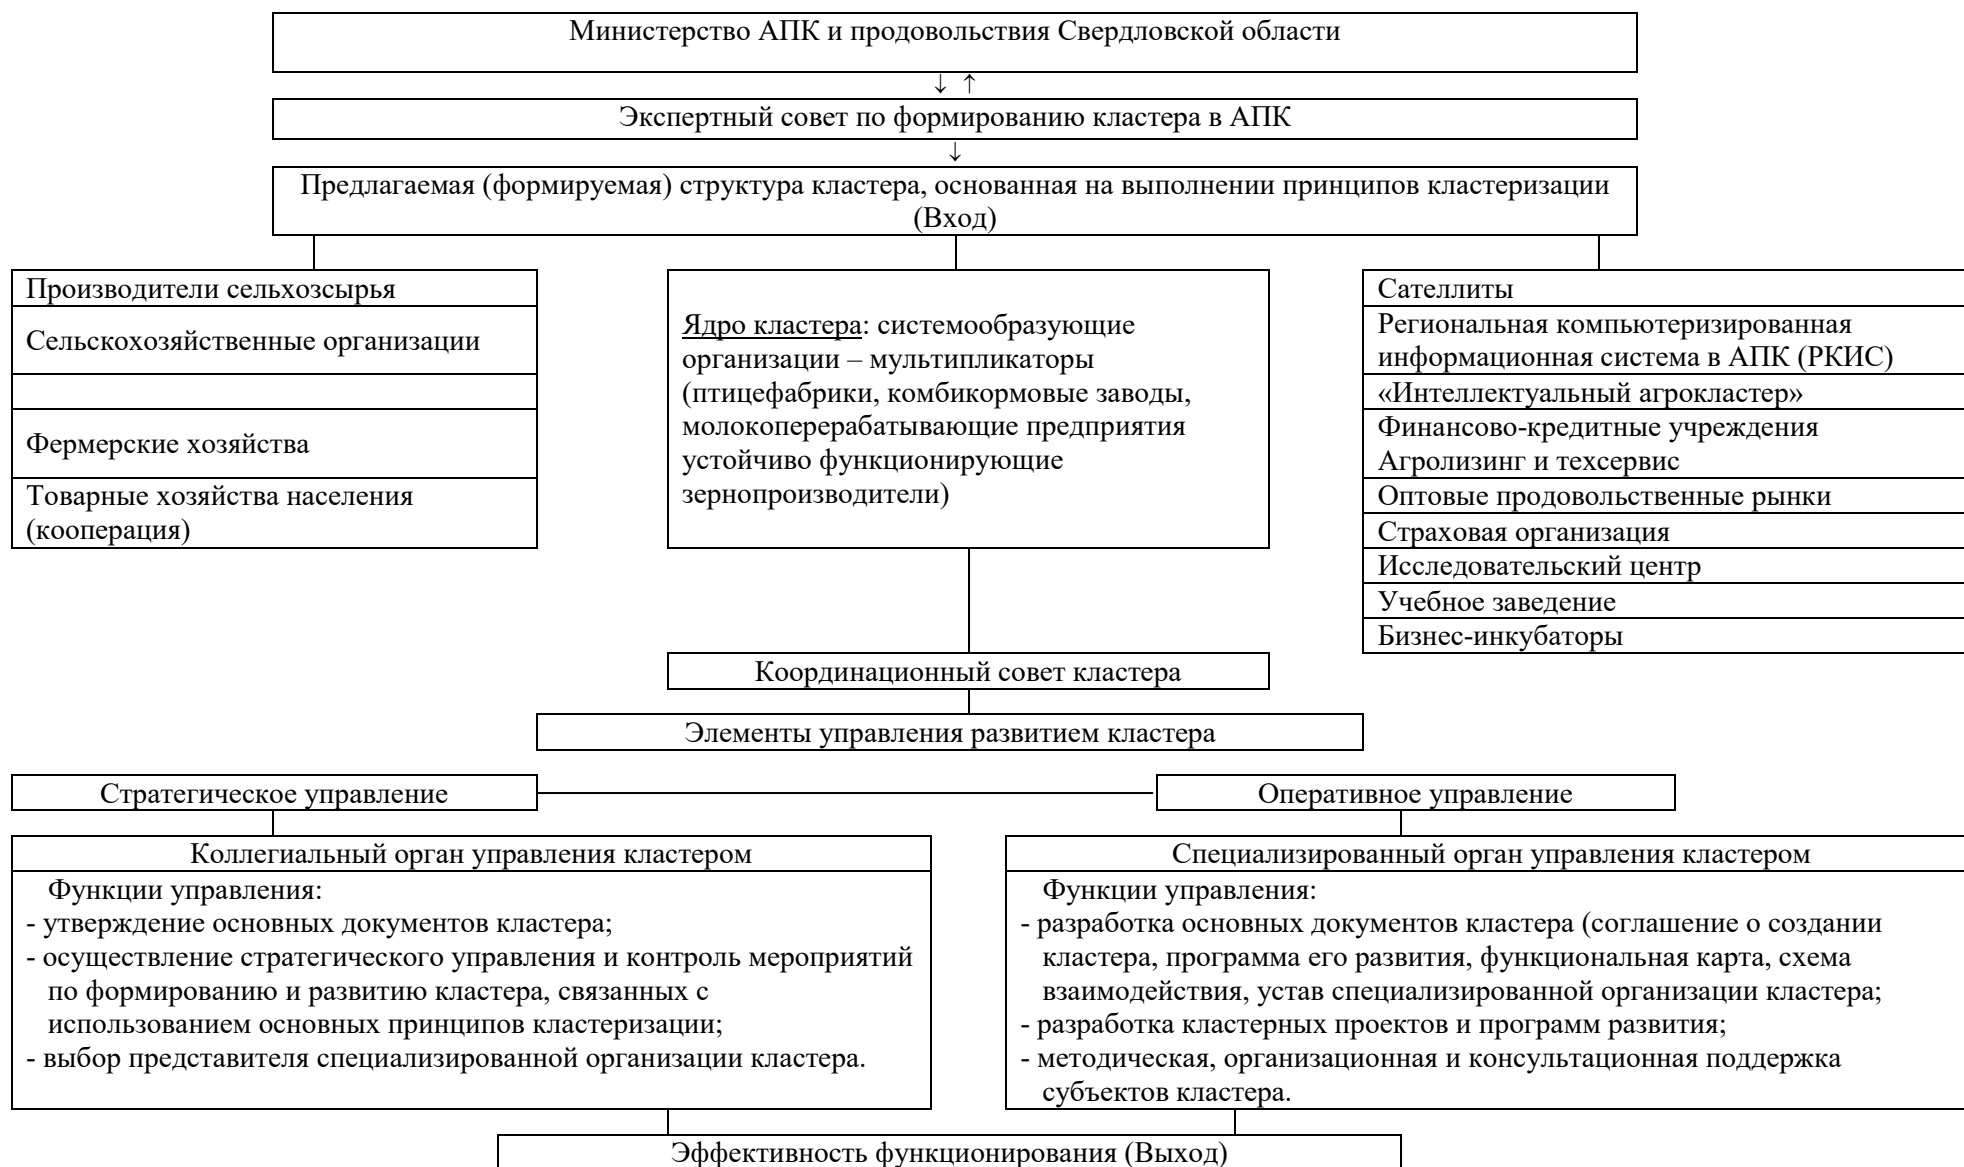 Министерство АПК и продовольствия Свердловской области
↓ ↑
Экспертный совет по формированию кластера в АПК
↓
Предлагаемая (формируемая) структура кластера, основанная на выполнении принципов кластеризации
(Вход)
Производители сельхозсырья
Сельскохозяйственные организации
Фермерские хозяйства
Товарные хозяйства населения
(кооперация)
Ядро кластера: системообразующие
организации – мультипликаторы
(птицефабрики, комбикормовые заводы,
молокоперерабатывающие предприятия
устойчиво функционирующие
зернопроизводители)
Сателлиты
Региональная компьютеризированная
информационная система в АПК (РКИС)
«Интеллектуальный агрокластер»
Финансово-кредитные учреждения
Агролизинг и техсервис
Оптовые продовольственные рынки
Страховая организация
Исследовательский центр
Учебное заведение
Бизнес-инкубаторы
Координационный совет кластера
Элементы управления развитием кластера
Стратегическое управление
Оперативное управление
Коллегиальный орган управления кластером
Функции управления:
- утверждение основных документов кластера;
- осуществление стратегического управления и контроль мероприятий
по формированию и развитию кластера, связанных с
использованием основных принципов кластеризации;
- выбор представителя специализированной организации кластера.
Специализированный орган управления кластером
Функции управления:
- разработка основных документов кластера (соглашение о создании
кластера, программа его развития, функциональная карта, схема
взаимодействия, устав специализированной организации кластера;
- разработка кластерных проектов и программ развития;
- методическая, организационная и консультационная поддержка
субъектов кластера.
Эффективность функционирования (Выход)